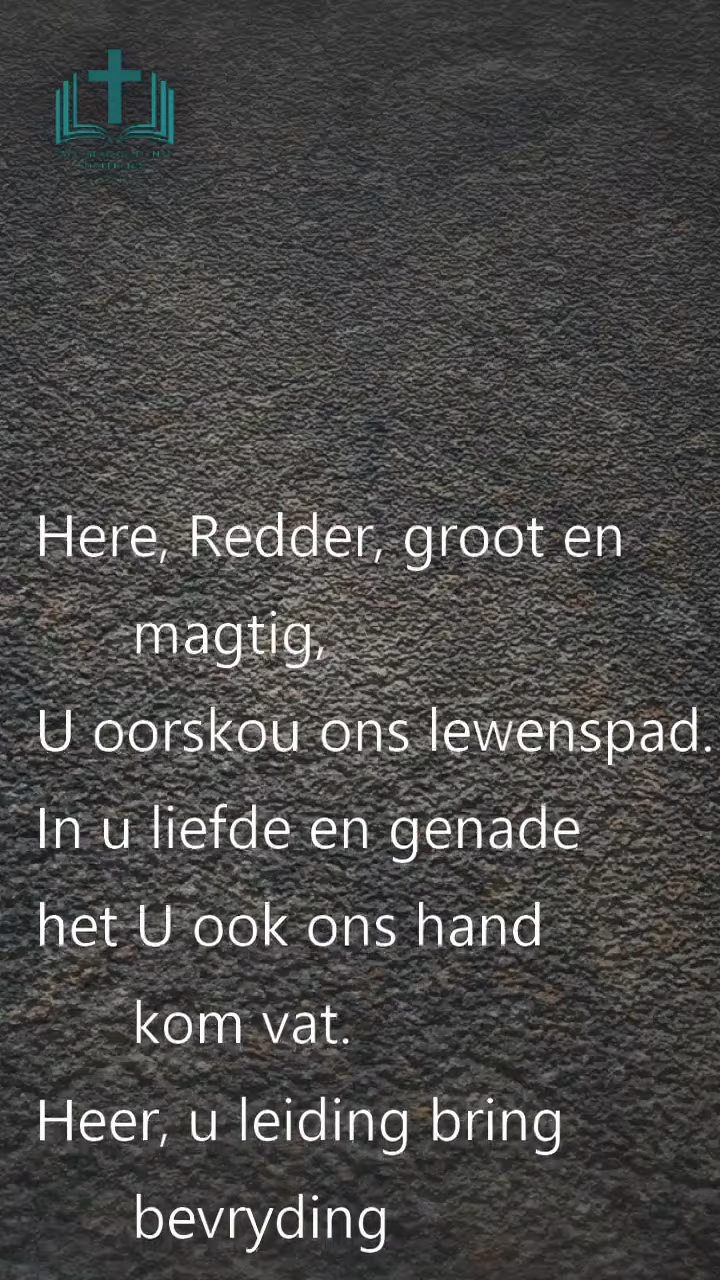 Here, Redder, groot en
magtig,
U oorskou ons lewenspad.
In u liefde en genade
het U ook ons hand
kom vat.
Heer, u leiding bring
bevryding